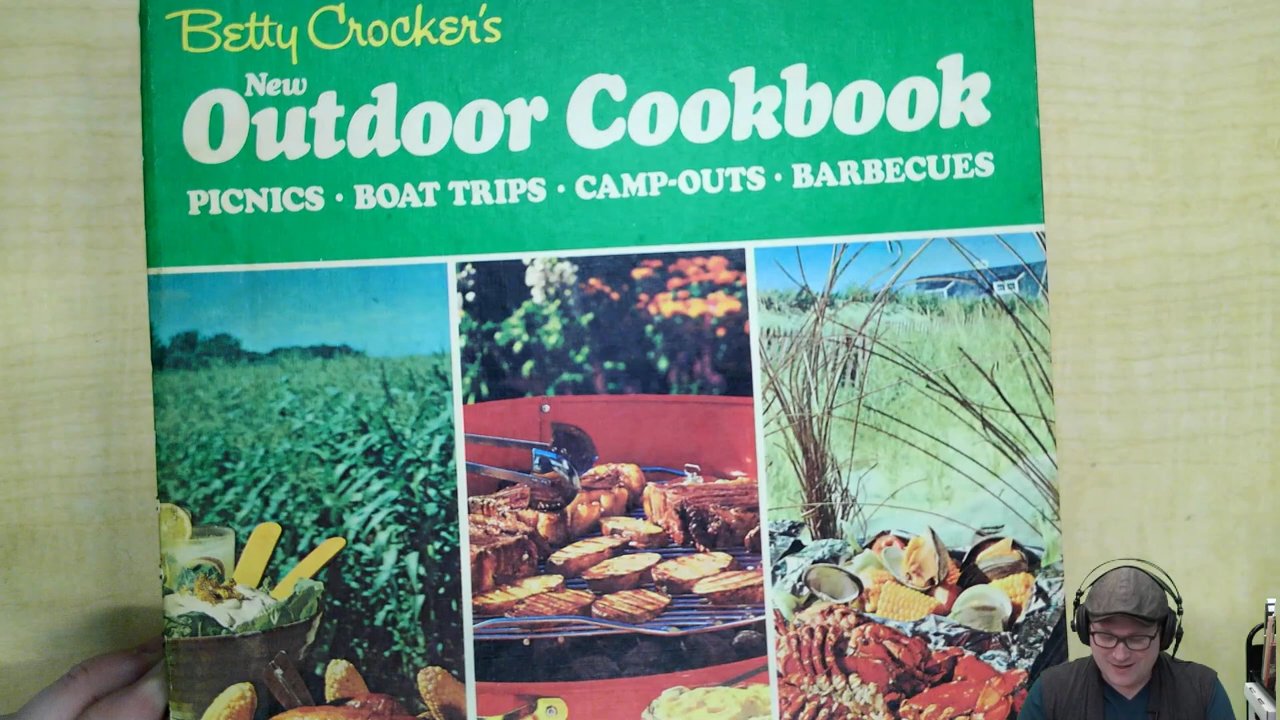 Betty Crocker's
New
Outdoor Cookbook
PICNICS · BOAT TRIPS · CAMP-OUTS · BARBECUES